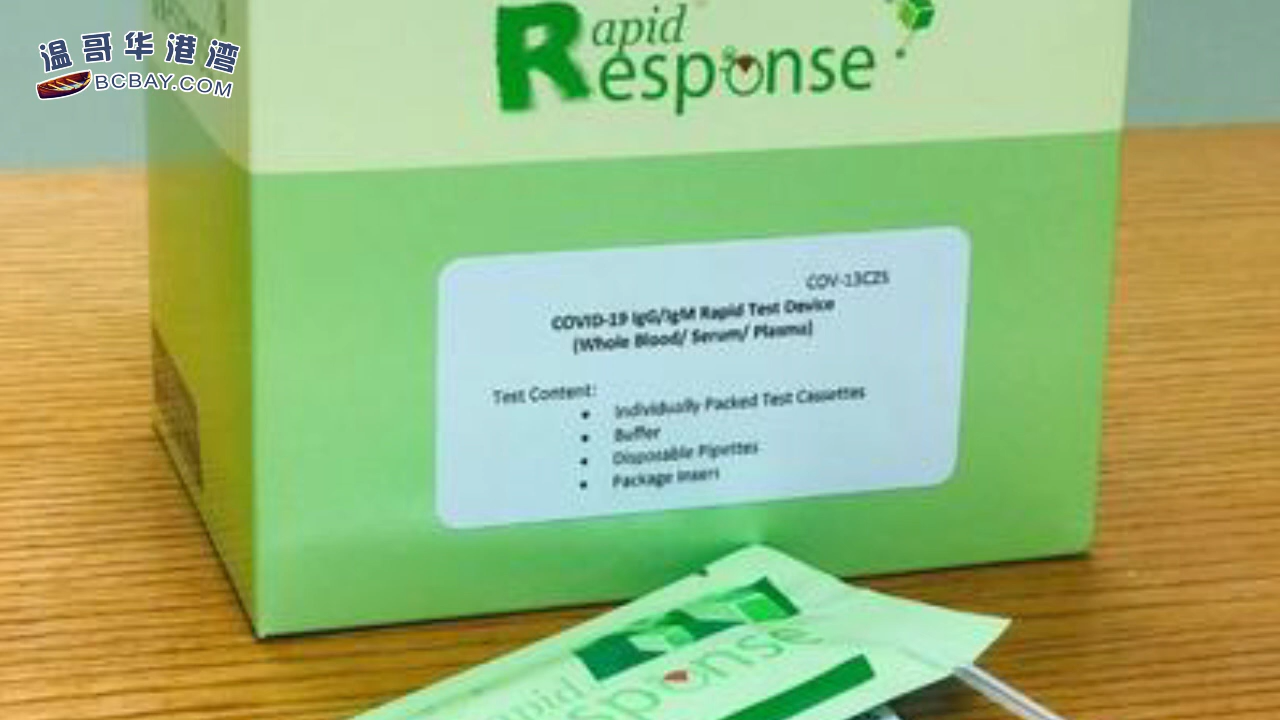 温哥华港湾
BCBAY.COM
Rapid
Response
COV-13C25
COVID-19 IgG/IgM Rapid Test Device
(Whole Blood/ Serum/ Plasma)
Test Content:
• Individually Packed Test Cassettes
• Buffer
• Disposable Pipettes
• Package Insert
Rapid
Response